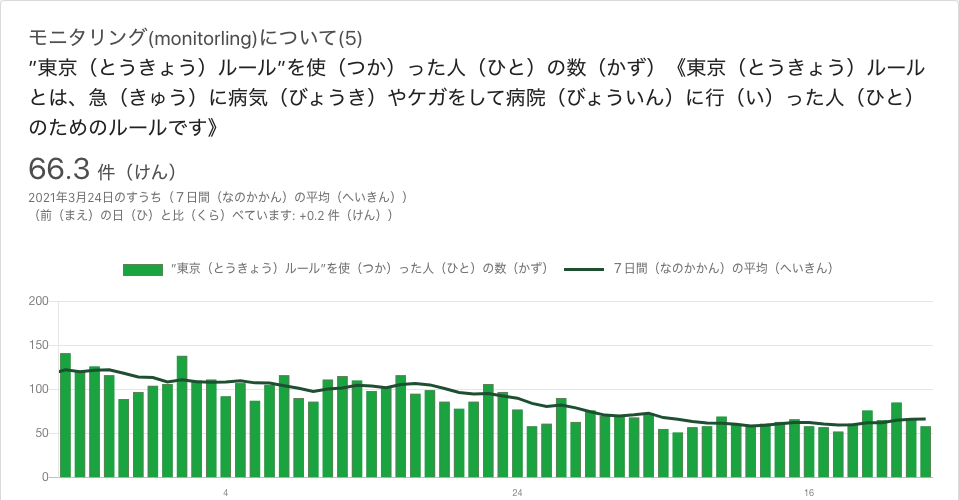 モニタリング(monitorling)について(5)
”東京（とうきょう）ルール”を使（つか）った人（ひと）の数（かず）《東京（とうきょう）ルール
とは、急（きゅう）に病気（びょうき）やケガをして病院（びょういん）に行（い）った人（ひと）
のためのルールです》
66.3 件（けん）
2021年3月24日のすうち（７日間（なのかかん）の平均（へいきん））
（前（まえ）の日（ひ）と比（くら）べています: +0.2 件（けん））
”東京（とうきょう）ルール”を使（つか）った人（ひと）の数（かず） ７日間（なのかかん）の平均（へいきん）
200
150
100
50
0
4 24 16